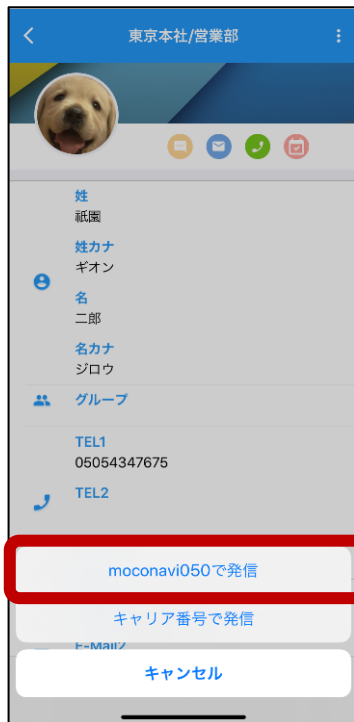 東京本社/営業部
姓
祇園
姓カナ
ギオン
名
二郎
名カナ
ジロウ
グループ
TEL1
05054347675
TEL2
moconavi050で発信
キャリア番号で発信
E-Mail2
キャンセル